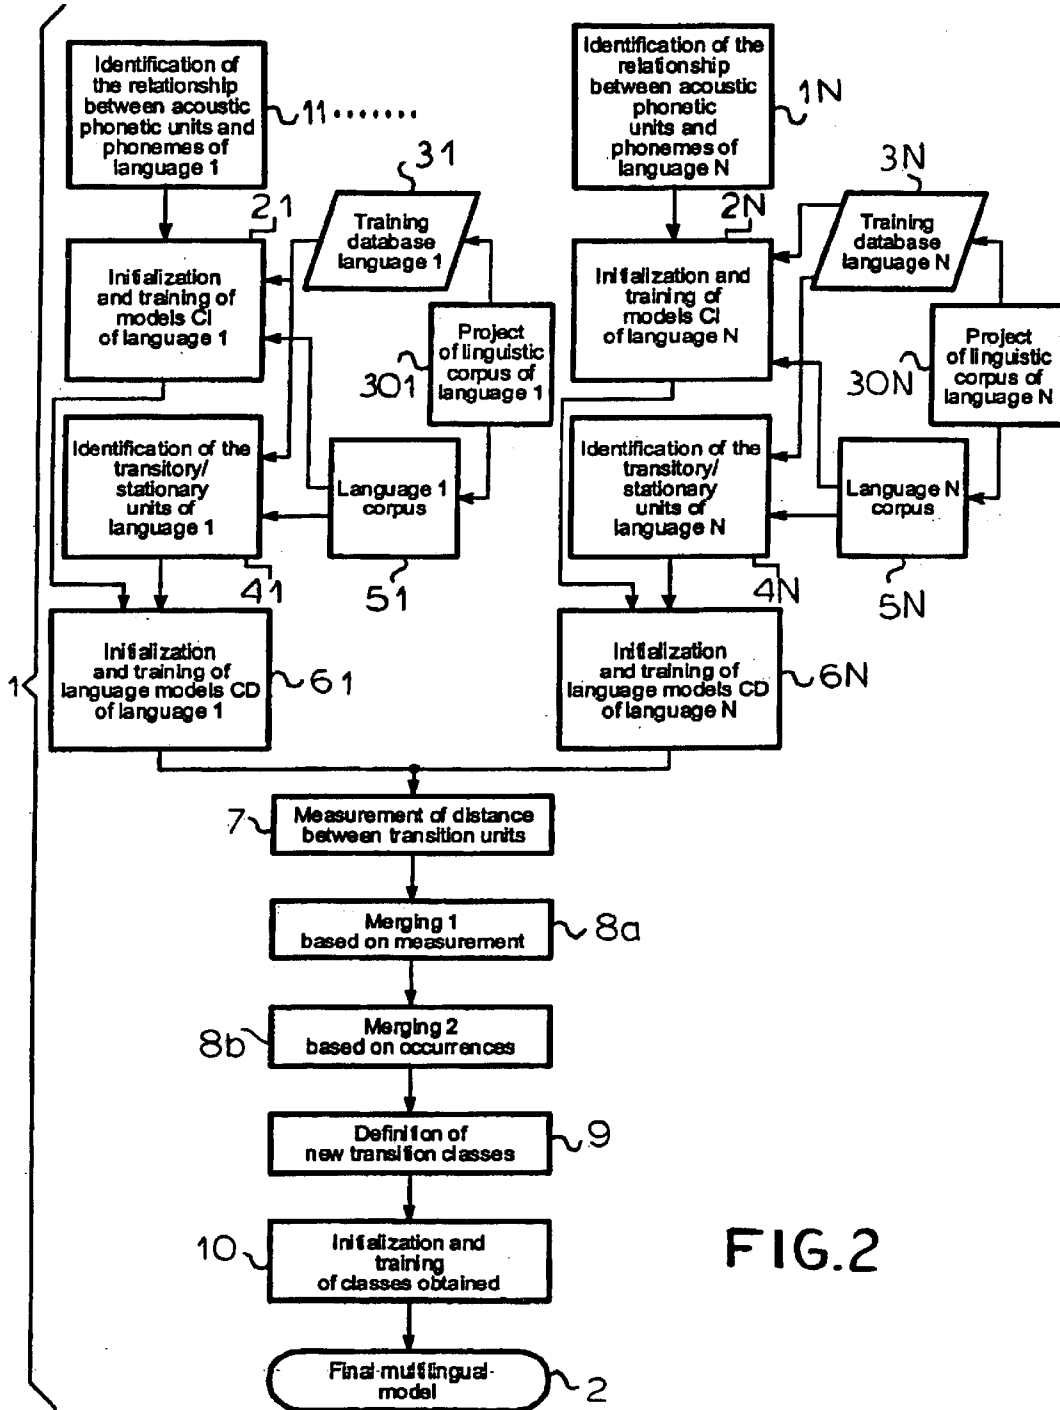 Identification of
the relationship
between acoustic
phonetic units and
phonemes of
language 1
11
Identification of the
relationship
between acoustic
phonetic
units and
phonemes of
language N
1N
31
Training
database
language 1
21
Initialization
and training of
models CI
of language 1
301
Project
of linguistic
corpus of
language 1
Identification of the
transitory/
stationary
units of
language 1
41
Language 1
corpus
51
Initialization
and training of
language models CD
of language 1
61
3N
Training
database
language N
2N
Initialization and
training of
models CI
of language N
30N
Project
of linguistic
corpus of
language N
Identification of the
transitory/
stationary
units of
language N
4N
Language N
corpus
5N
Initialization
and training of
language models CD
of language N
6N
1
7
Measurement of distance
between transition units
Merging 1
based on measurement
8a
8b
Merging 2
based on occurrences
Definition of
new transition classes
9
10
Initialization and
training
of classes obtained
FIG.2
Final-multilingual-
model
2